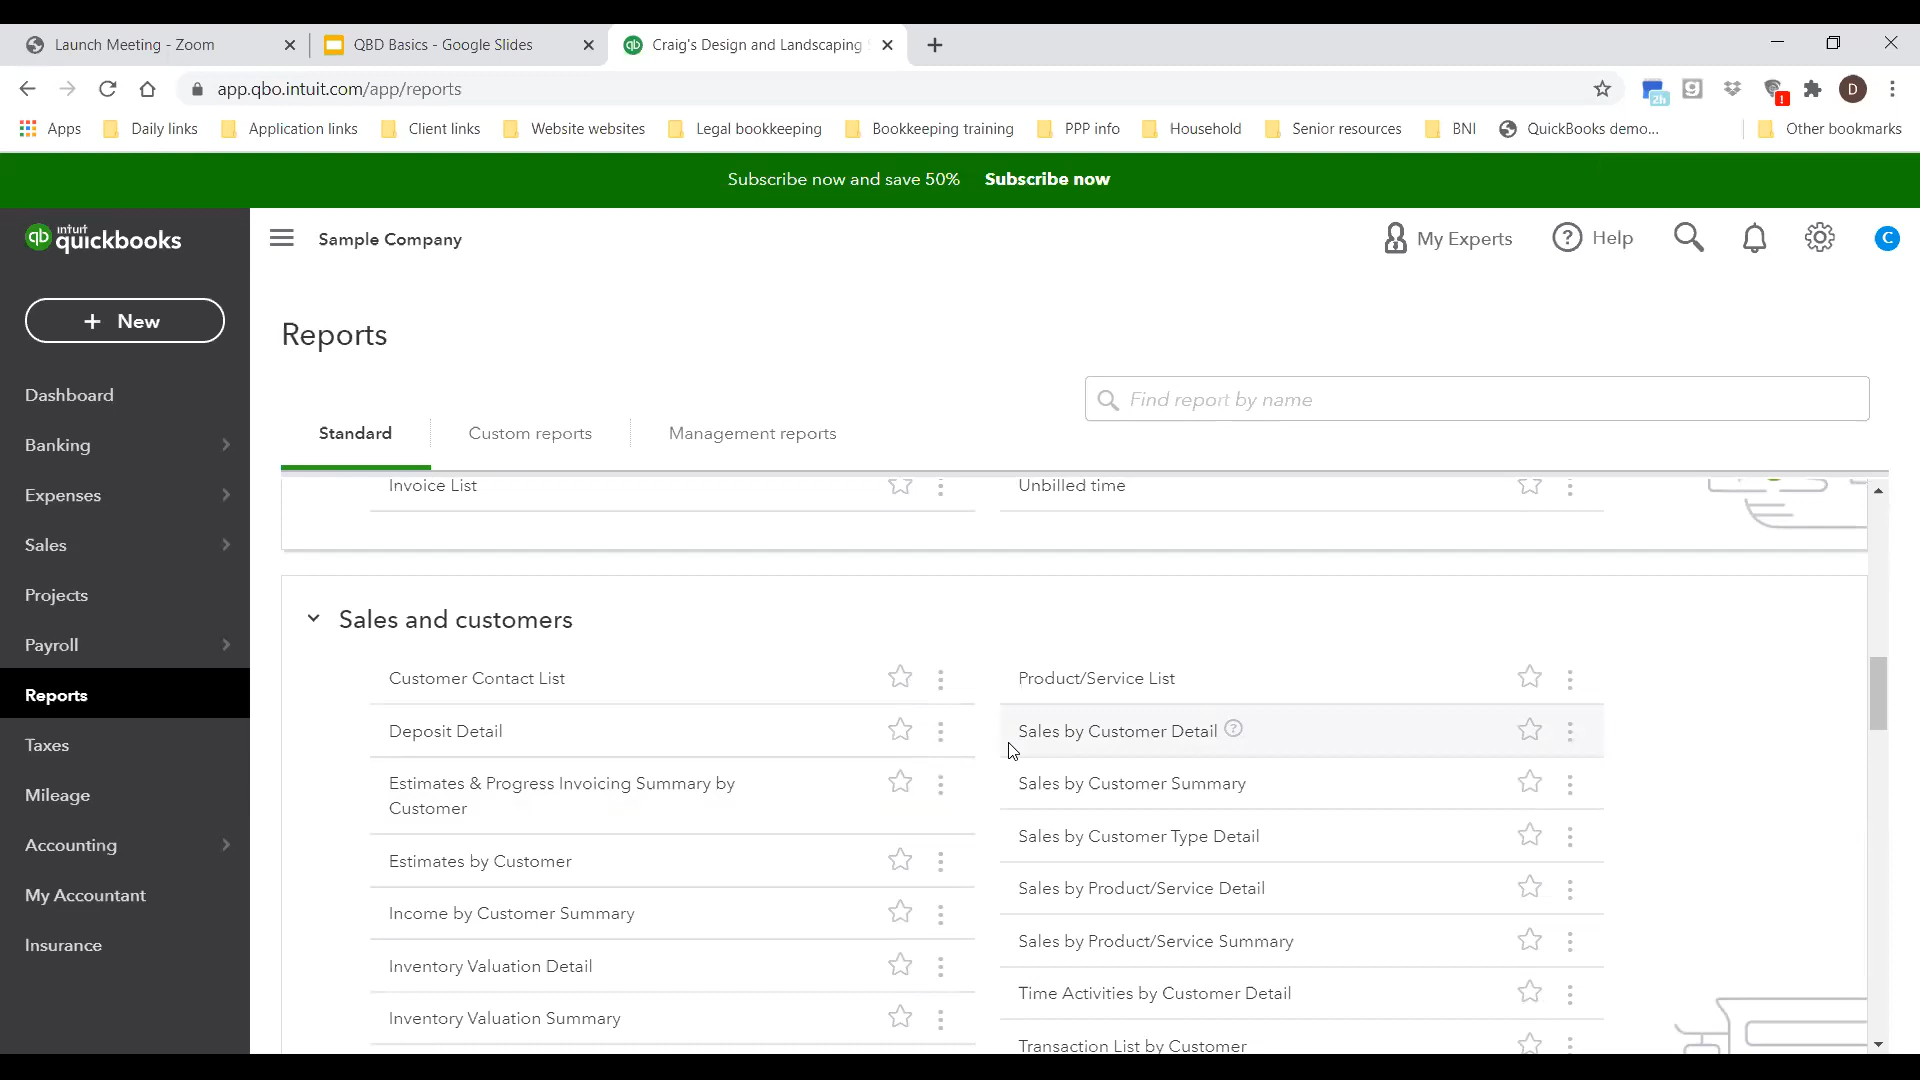 Launch Meeting - Zoom
QBD Basics - Google Slides
Craig's Design and Landscaping
app.qbo.intuit.com/app/reports
2h
!
D
Apps
Daily links
Application links
Client links
Website websites
Legal bookkeeping
Bookkeeping training
PPP info
Household
Senior resources
BNI
QuickBooks demo...
Other bookmarks
Subscribe now and save 50% Subscribe now
qb intuit quickbooks
Sample Company
My Experts
? Help
C
+ New
Dashboard
Banking
Expenses
Sales
Projects
Payroll
Reports
Taxes
Mileage
Accounting
My Accountant
Insurance
Reports
Find report by name
Standard
Custom reports
Management reports
Invoice List
Unbilled time
Sales and customers
Customer Contact List
Deposit Detail
Estimates & Progress Invoicing Summary by
Customer
Estimates by Customer
Income by Customer Summary
Inventory Valuation Detail
Inventory Valuation Summary
Product/Service List
Sales by Customer Detail ?
Sales by Customer Summary
Sales by Customer Type Detail
Sales by Product/Service Detail
Sales by Product/Service Summary
Time Activities by Customer Detail
Transaction List by Customer